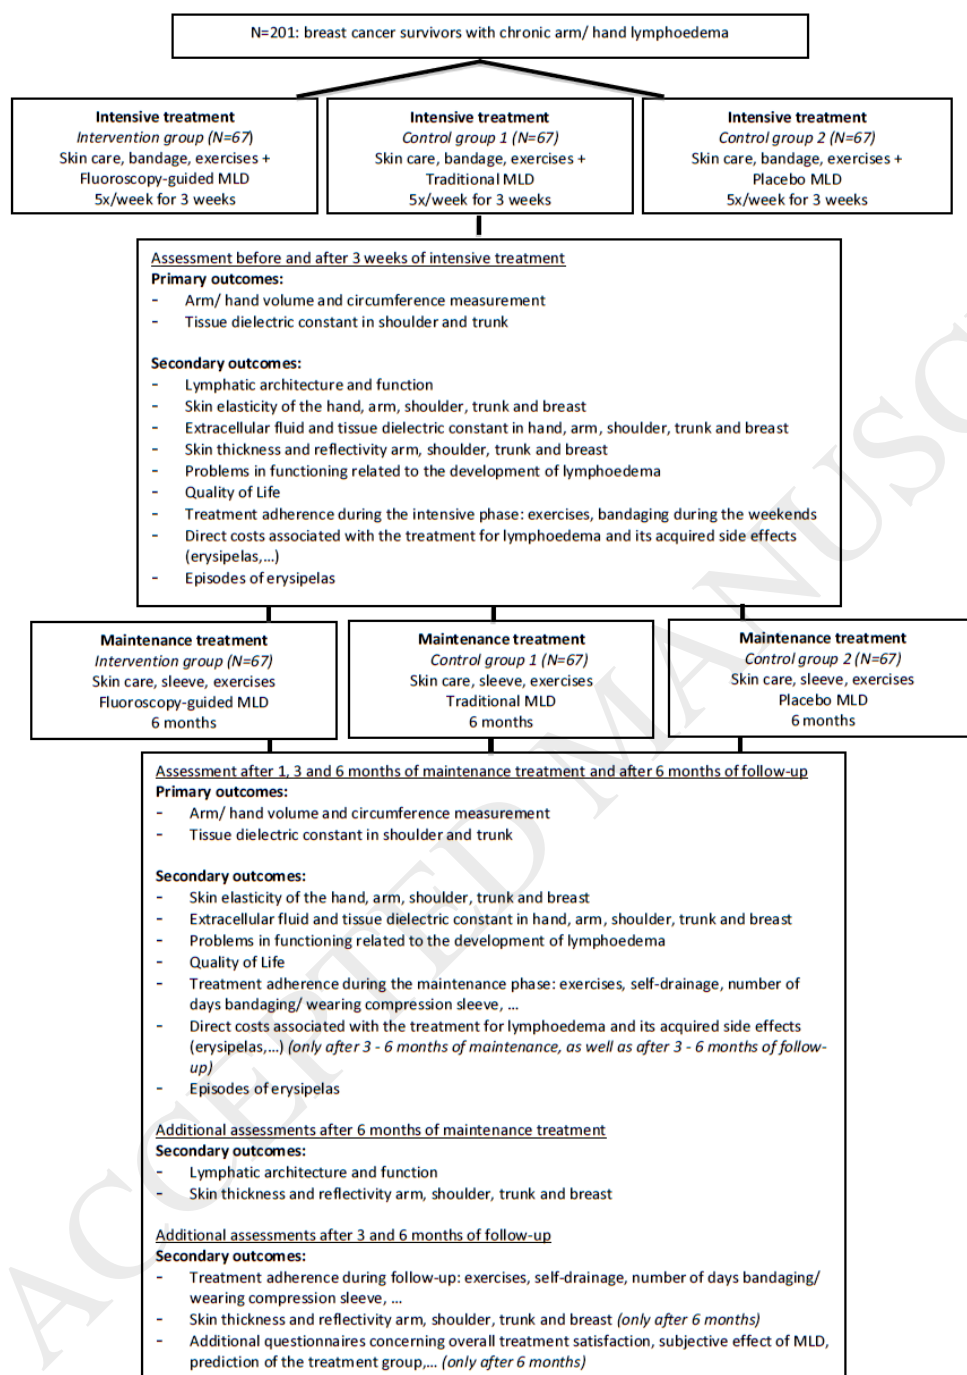 N=201: breast cancer survivors with chronic arm/ hand lymphoedema
Intensive treatment
Intervention group (N=67)
Skin care, bandage, exercises +
Fluoroscopy-guided MLD
5x/week for 3 weeks
Intensive treatment
Control group 1 (N=67)
Skin care, bandage, exercises +
Traditional MLD
5x/week for 3 weeks
Intensive treatment
Control group 2 (N=67)
Skin care, bandage, exercises +
Placebo MLD
5x/week for 3 weeks
Assessment before and after 3 weeks of intensive treatment
Primary outcomes:
- Arm/ hand volume and circumference measurement
- Tissue dielectric constant in shoulder and trunk
Secondary outcomes:
- Lymphatic architecture and function
- Skin elasticity of the hand, arm, shoulder, trunk and breast
- Extracellular fluid and tissue dielectric constant in hand, arm, shoulder, trunk and breast
- Skin thickness and reflectivity arm, shoulder, trunk and breast
- Problems in functioning related to the development of lymphoedema
- Quality of Life
- Treatment adherence during the intensive phase: exercises, bandaging during the weekends
- Direct costs associated with the treatment for lymphoedema and its acquired side effects
(erysipelas,...)
- Episodes of erysipelas
Maintenance treatment
Intervention group (N=67)
Skin care, sleeve, exercises
Fluoroscopy-guided MLD
6 months
Maintenance treatment
Control group 1 (N=67)
Skin care, sleeve, exercises
Traditional MLD
6 months
Maintenance treatment
Control group 2 (N=67)
Skin care, sleeve, exercises
Placebo MLD
6 months
Assessment after 1, 3 and 6 months of maintenance treatment and after 6 months of follow-up
Primary outcomes:
- Arm/ hand volume and circumference measurement
- Tissue dielectric constant in shoulder and trunk
Secondary outcomes:
- Skin elasticity of the hand, arm, shoulder, trunk and breast
- Extracellular fluid and tissue dielectric constant in hand, arm, shoulder, trunk and breast
- Problems in functioning related to the development of lymphoedema
- Quality of Life
- Treatment adherence during the maintenance phase: exercises, self-drainage, number of
days bandaging/ wearing compression sleeve, ...
- Direct costs associated with the treatment for lymphoedema and its acquired side effects
(erysipelas,...) (only after 3 - 6 months of maintenance, as well as after 3 - 6 months of follow-
up)
- Episodes of erysipelas
Additional assessments after 6 months of maintenance treatment
Secondary outcomes:
- Lymphatic architecture and function
- Skin thickness and reflectivity arm, shoulder, trunk and breast
Additional assessments after 3 and 6 months of follow-up
Secondary outcomes:
- Treatment adherence during follow-up: exercises, self-drainage, number of days bandaging/
wearing compression sleeve, ...
- Skin thickness and reflectivity arm, shoulder, trunk and breast (only after 6 months)
- Additional questionnaires concerning overall treatment satisfaction, subjective effect of MLD,
prediction of the treatment group,... (only after 6 months)
ACCEPTED MANUSC